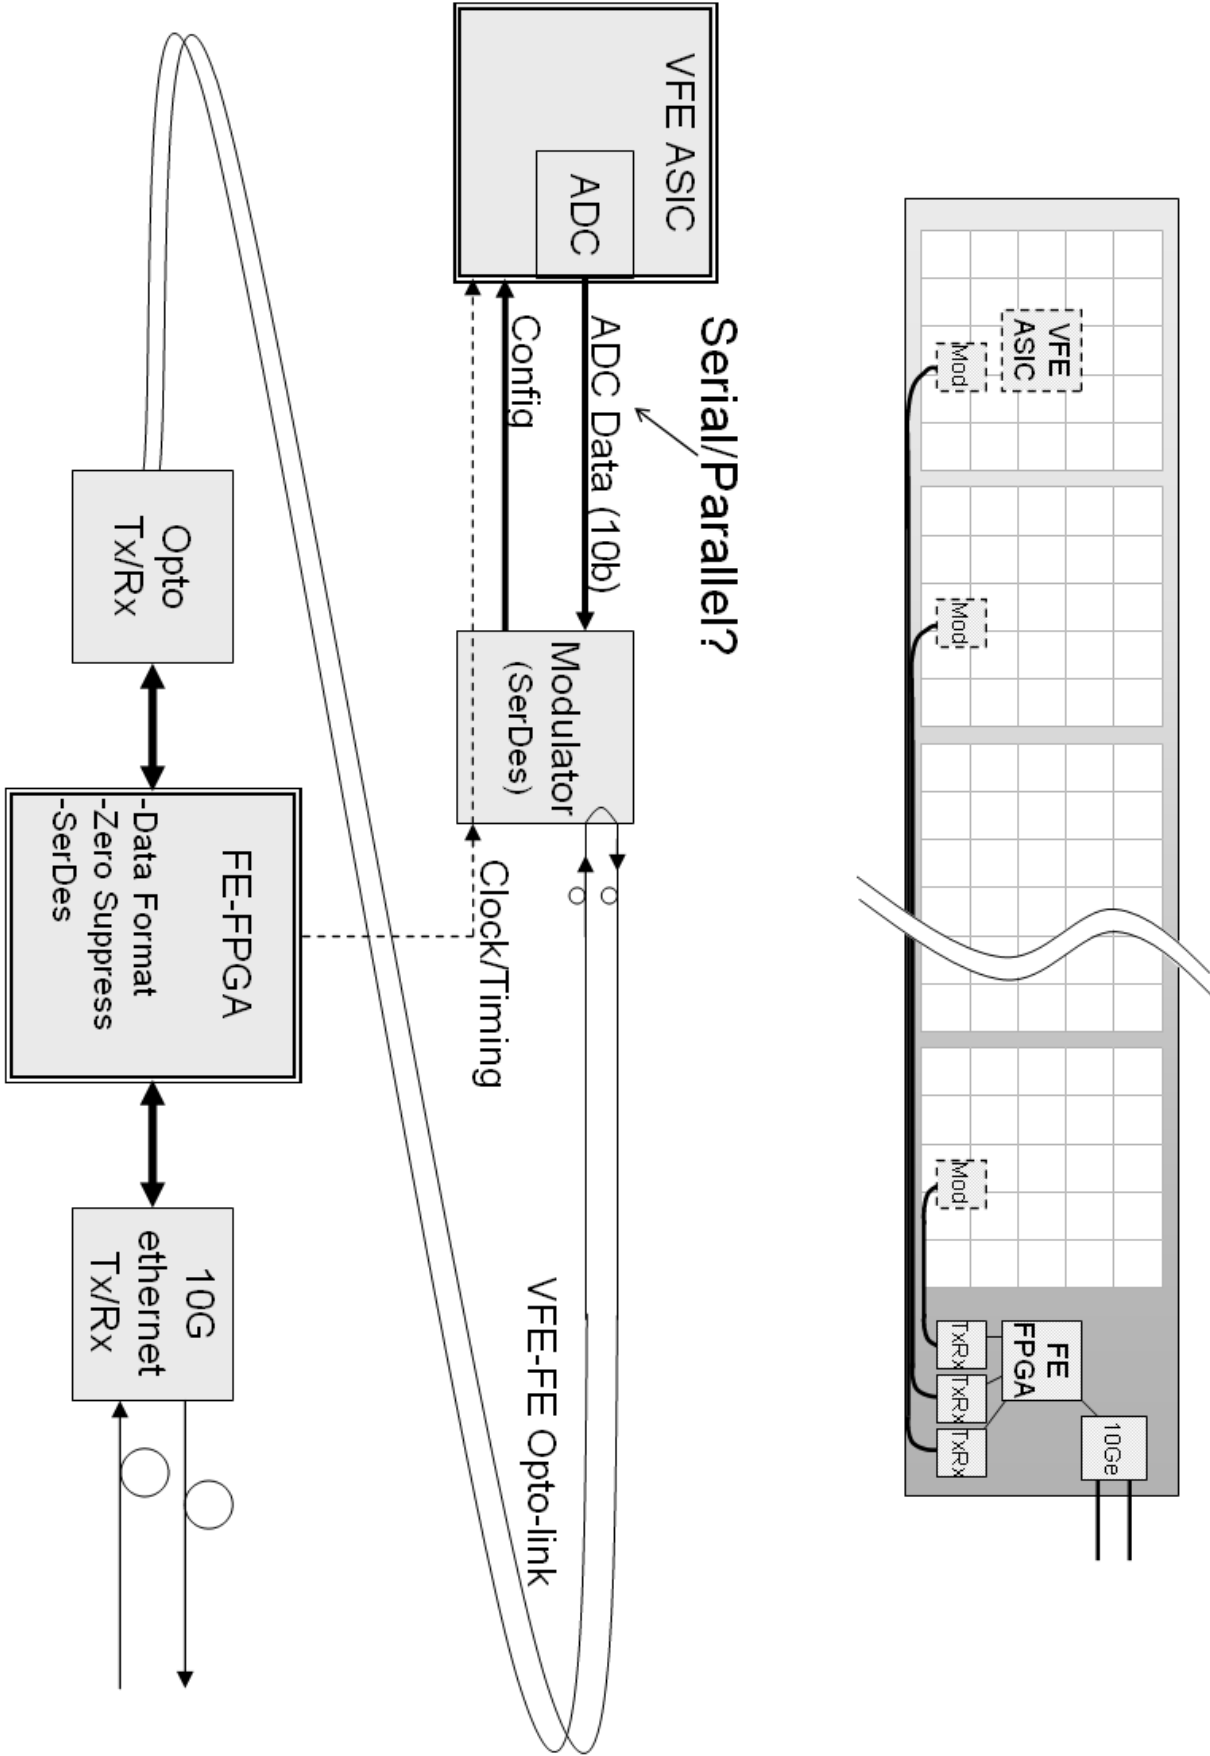 VFE
ASIC
Mod
Mod
Mod
TxRx
TxRx
TxRx
FE
FPGA
10Ge
Serial/Parallel?
VFE ASIC
ADC
ADC Data (10b)
Config
Modulator
(SerDes)
Clock/Timing
VFE-FE Opto-link
Opto
Tx/Rx
FE-FPGA
-Data Format
-Zero Suppress
-SerDes
10G
ethernet
Tx/Rx